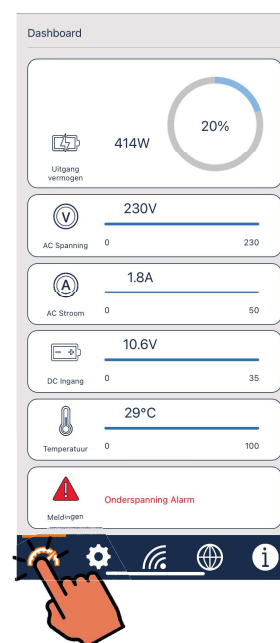 Dashboard
20%
414W
Uitgang
vermogen
230V
AC Spanning
0
230
1.8A
AC Stroom
0
50
10.6V
DC Ingang
0
35
29°C
Temperatuur
0
100
Onderspanning Alarm
Meldingen